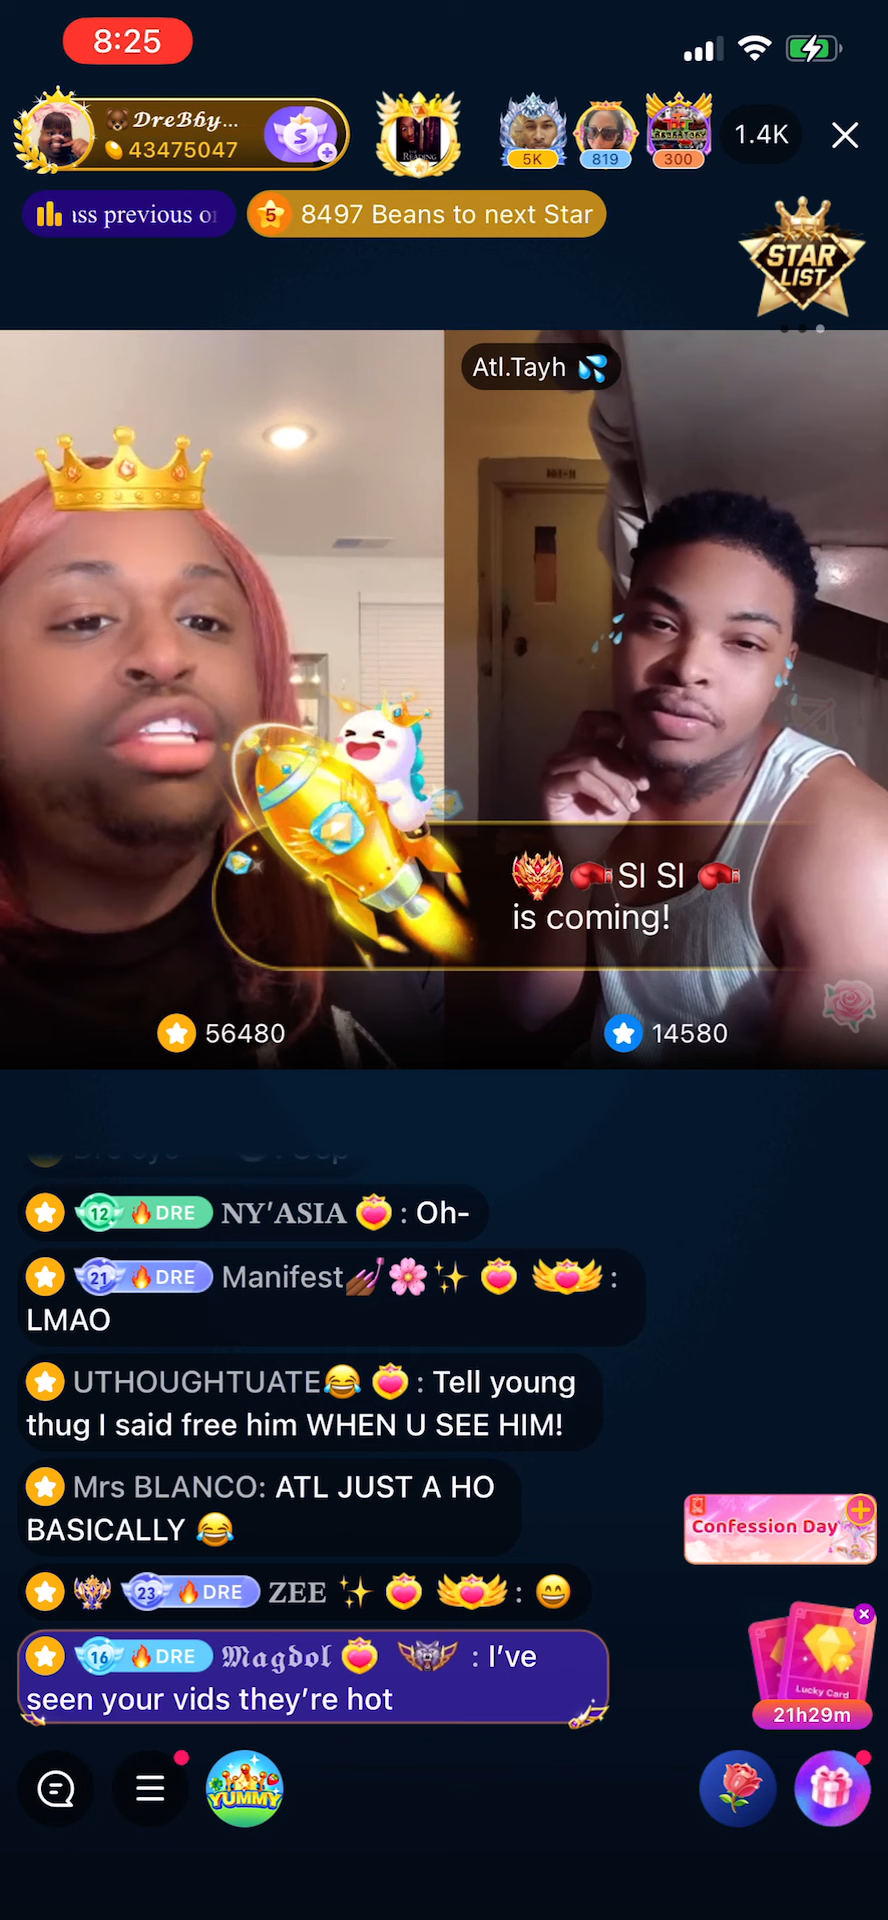 8:25
🐻 𝓓𝓻𝓮𝓑𝓫𝔂...
43475047
S
THE READING
5K
819
300
1.4K
ass previous o
5
8497 Beans to next Star
STAR
LIST
Atl.Tayh 💦
🥊SI SI 🥊
is coming!
56480
14580
12 🔥DRE NY'ASIA : Oh-
21 🔥DRE Manifest💅🏾🌸✨ :
LMAO
UTHOUGHTUATE😂 : Tell young
thug I said free him WHEN U SEE HIM!
Mrs BLANCO: ATL JUST A HO
BASICALLY 😂
23 🔥DRE ZEE ✨ : 😄
16 🔥DRE 𝕸𝖆𝖌𝖉𝖔𝖑 : I've
seen your vids they're hot
Confession Day
Lucky Card
21h29m
YUMMY